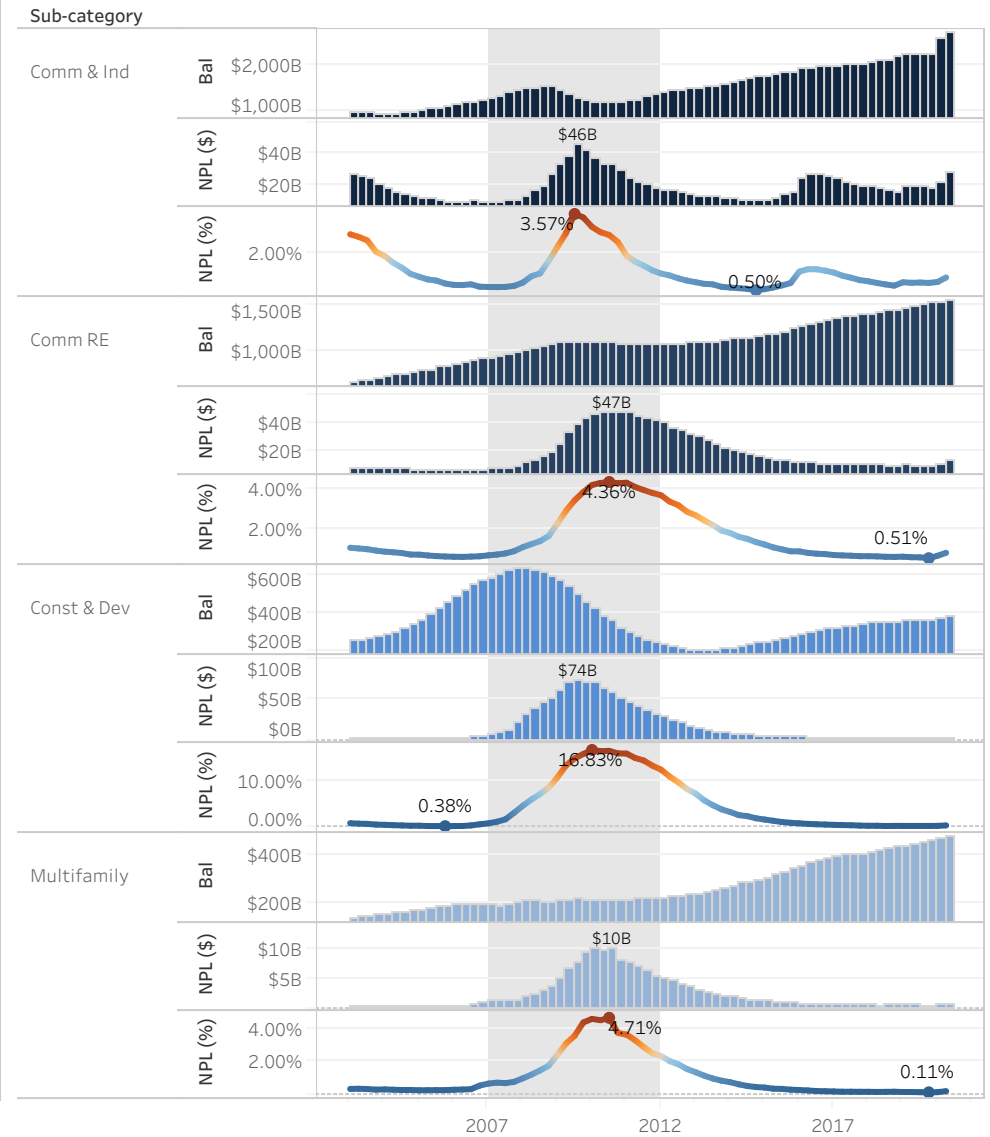 Sub-category
Comm & Ind
Bal
$2,000B
$1,000B
NPL ($)
$46B
$40B
$20B
NPL (%)
3.57%
2.00%
0.50%
Comm RE
Bal
$1,500B
$1,000B
NPL ($)
$47B
$40B
$20B
NPL (%)
4.00%
4.36%
2.00%
0.51%
Const & Dev
Bal
$600B
$400B
$200B
NPL ($)
$100B
$74B
$50B
$0B
NPL (%)
16.83%
10.00%
0.38%
0.00%
Multifamily
Bal
$400B
$200B
NPL ($)
$10B
$10B
$5B
NPL (%)
4.00%
4.71%
2.00%
0.11%
2007 2012 2017